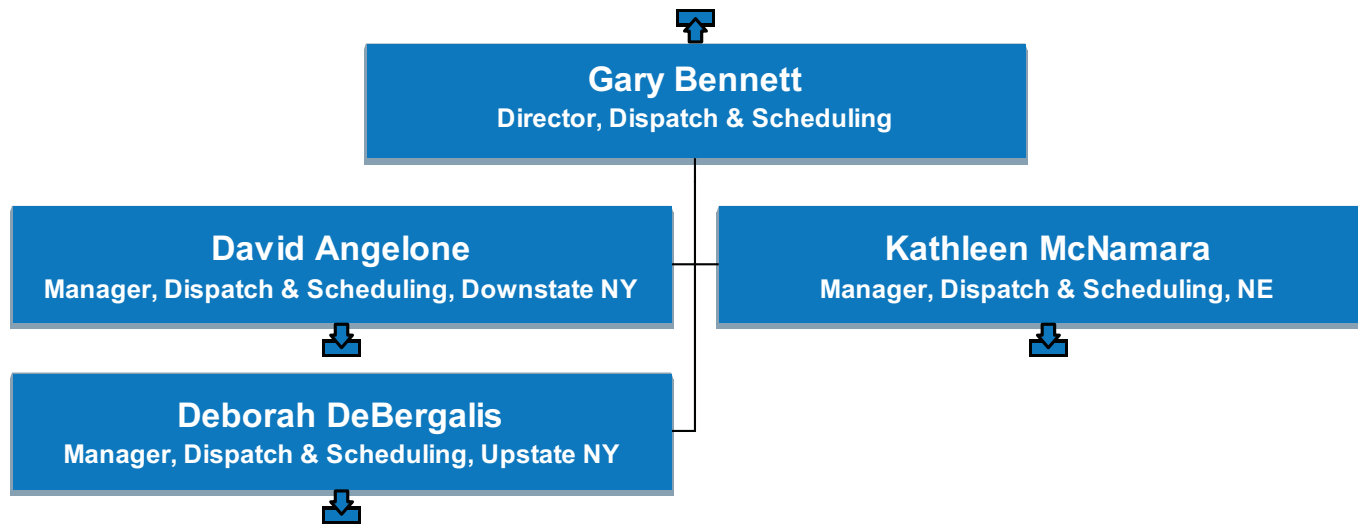 Gary Bennett
Director, Dispatch & Scheduling
David Angelone
Manager, Dispatch & Scheduling, Downstate NY
Kathleen McNamara
Manager, Dispatch & Scheduling, NE
Deborah DeBergalis
Manager, Dispatch & Scheduling, Upstate NY